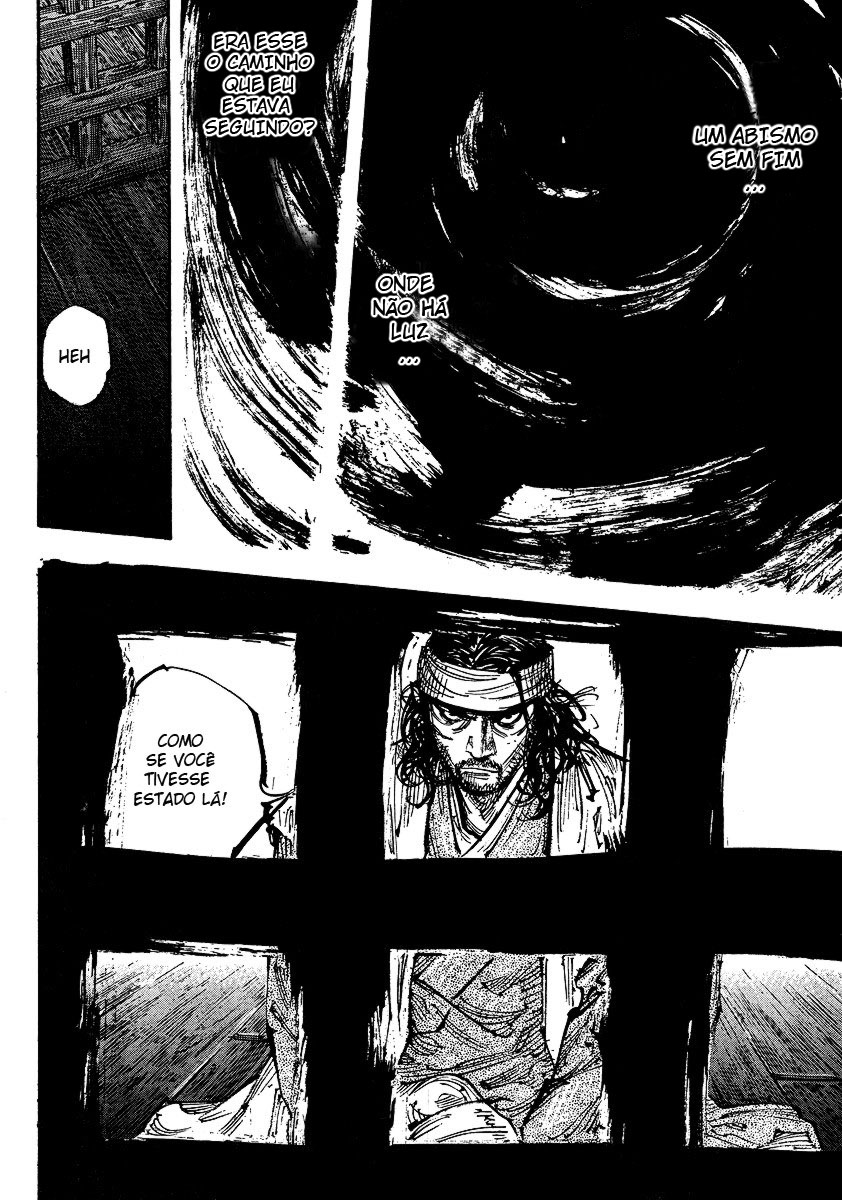 UM ABISMO
SEM FIM
...
ONDE
NÃO HÁ
LUZ
...
ERA ESSE
O CAMINHO
QUE EU
ESTAVA
SEGUINDO?
HEH
COMO
SE VOCÊ
TIVESSE
ESTADO LÁ!